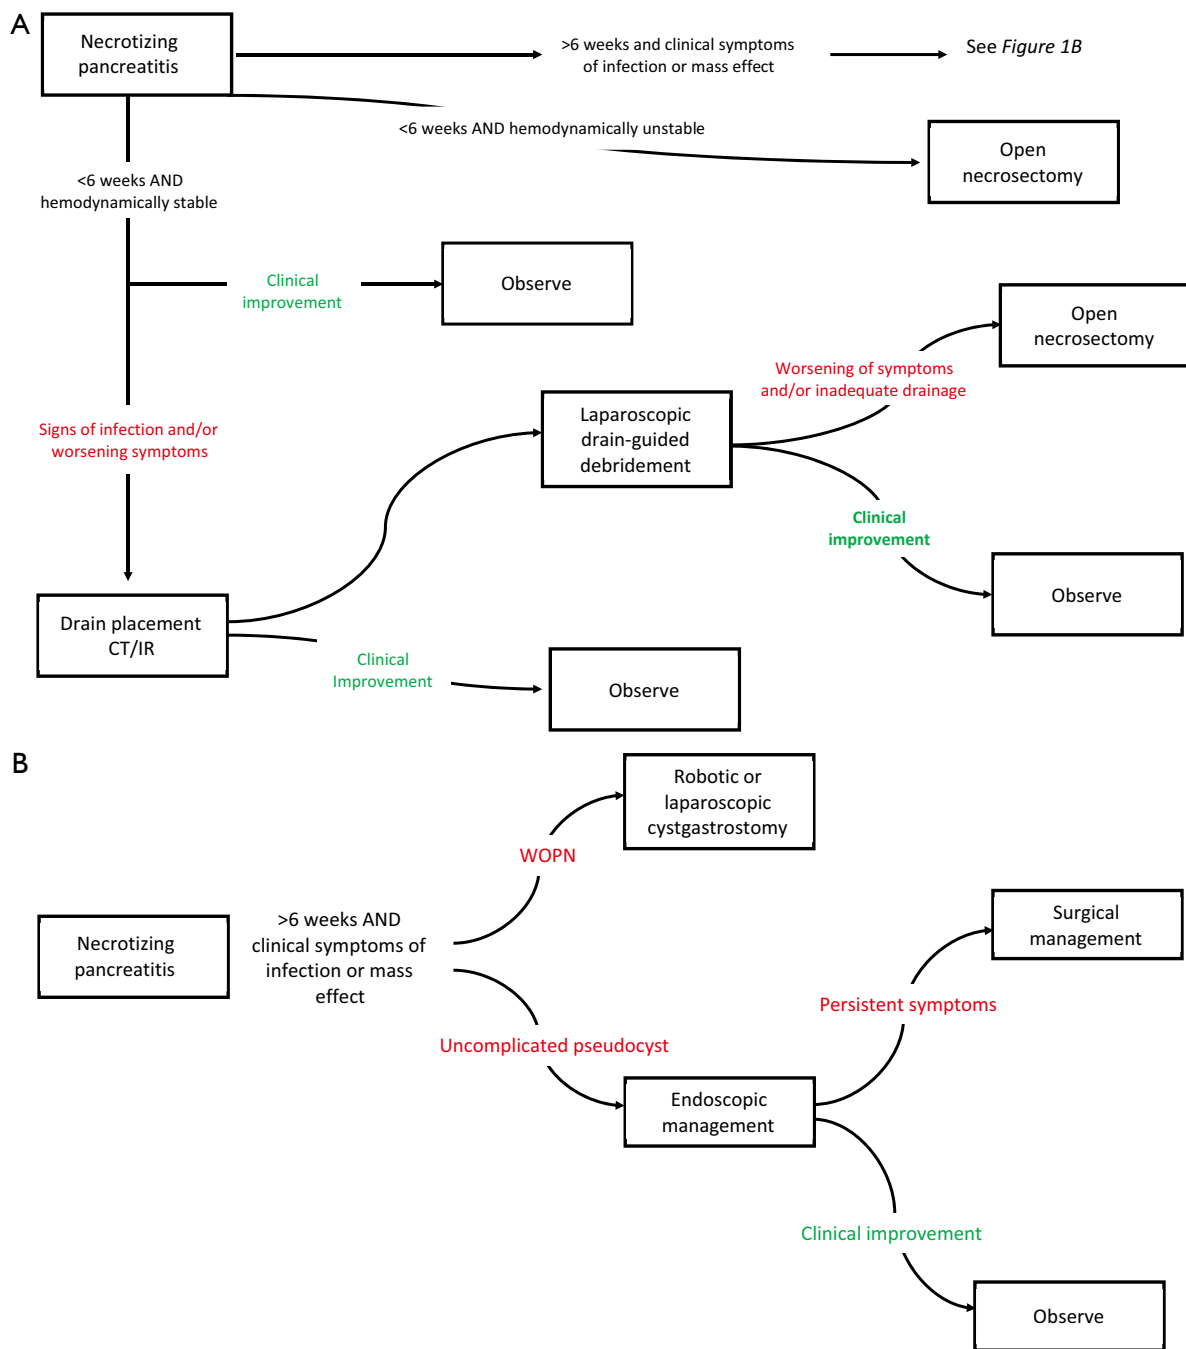 A
Necrotizing
pancreatitis
>6 weeks and clinical symptoms
of infection or mass effect
See Figure 1B
<6 weeks AND hemodynamically unstable
Open
necrosectomy
<6 weeks AND
hemodynamically stable
Clinical
improvement
Observe
Open
necrosectomy
Worsening of symptoms
and/or inadequate drainage
Laparoscopic
drain-guided
debridement
Signs of infection and/or
worsening symptoms
Clinical
improvement
Observe
Drain placement
CT/IR
Clinical
Improvement
Observe
B
Robotic or
laparoscopic
cystgastrostomy
WOPN
Necrotizing
pancreatitis
>6 weeks AND
clinical symptoms of
infection or mass
effect
Surgical
management
Persistent symptoms
Uncomplicated pseudocyst
Endoscopic
management
Clinical improvement
Observe